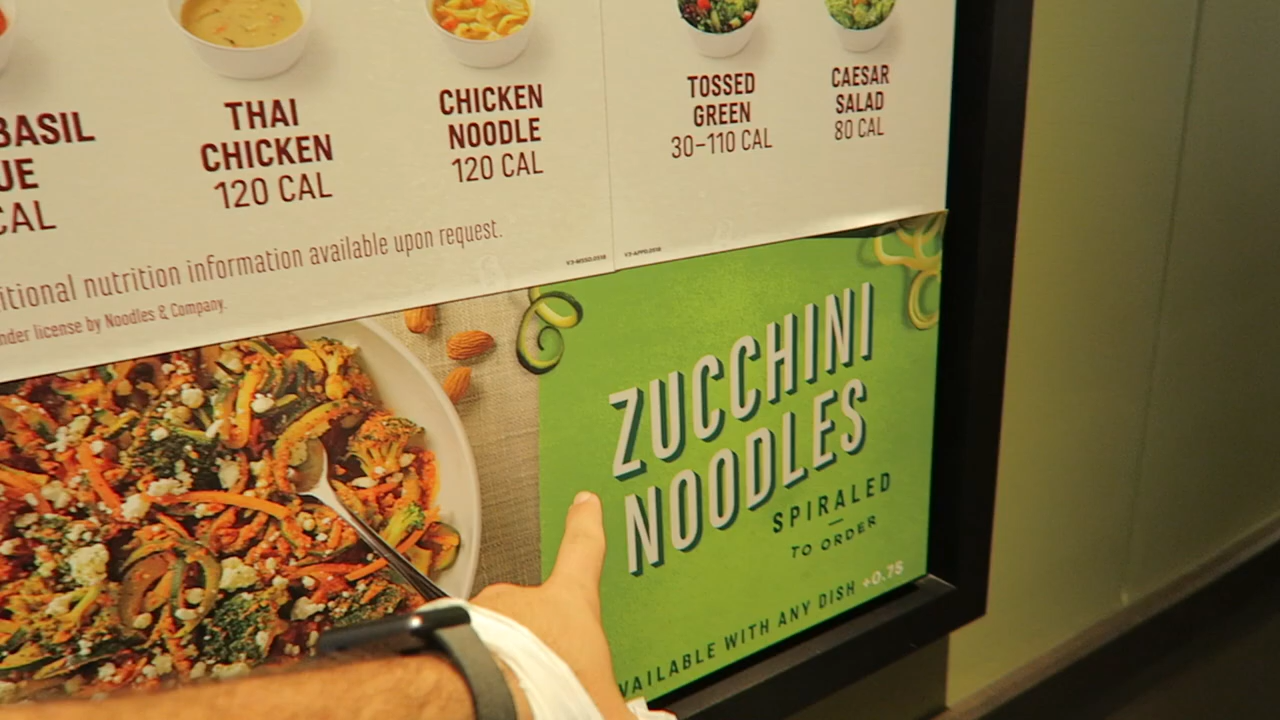 BASIL
UE
CAL
THAI
CHICKEN
120 CAL
CHICKEN
NOODLE
120 CAL
TOSSED
GREEN
30–110 CAL
CAESAR
SALAD
80 CAL
itional nutrition information available upon request.
nder license by Noodles & Company.
ZUCCHINI
NOODLES
SPIRALED
TO ORDER
VAILABLE WITH ANY DISH +0.75